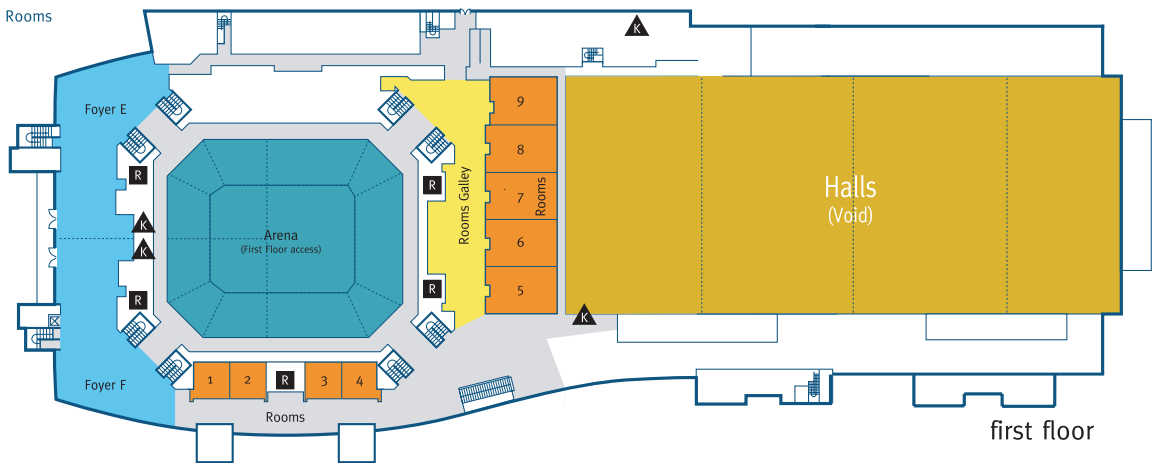 Rooms
K
Foyer E
9
8
R
R
7
Rooms
Rooms Galley
Halls
(Void)
K
K
Arena
(First Floor access)
6
5
R
R
K
Foyer F
1
2
R
3
4
Rooms
first floor